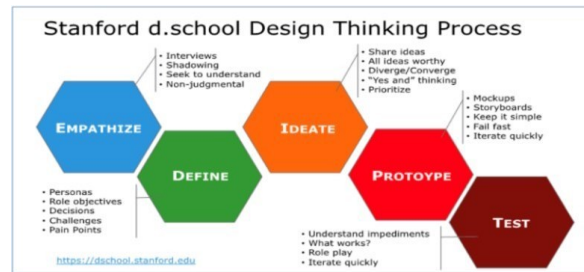 Stanford d.school Design Thinking Process
• Interviews
• Shadowing
• Seek to understand
• Non-judgmental
EMPATHIZE
• Personas
• Role objectives
• Decisions
• Challenges
• Pain Points
DEFINE
• Share ideas
• All ideas worthy
• Diverge/Converge
• “Yes and” thinking
• Prioritize
IDEATE
• Mockups
• Storyboards
• Keep it simple
• Fail fast
• Iterate quickly
PROTOYPE
• Understand impediments
• What works?
• Role play
• Iterate quickly
TEST
https://dschool.stanford.edu